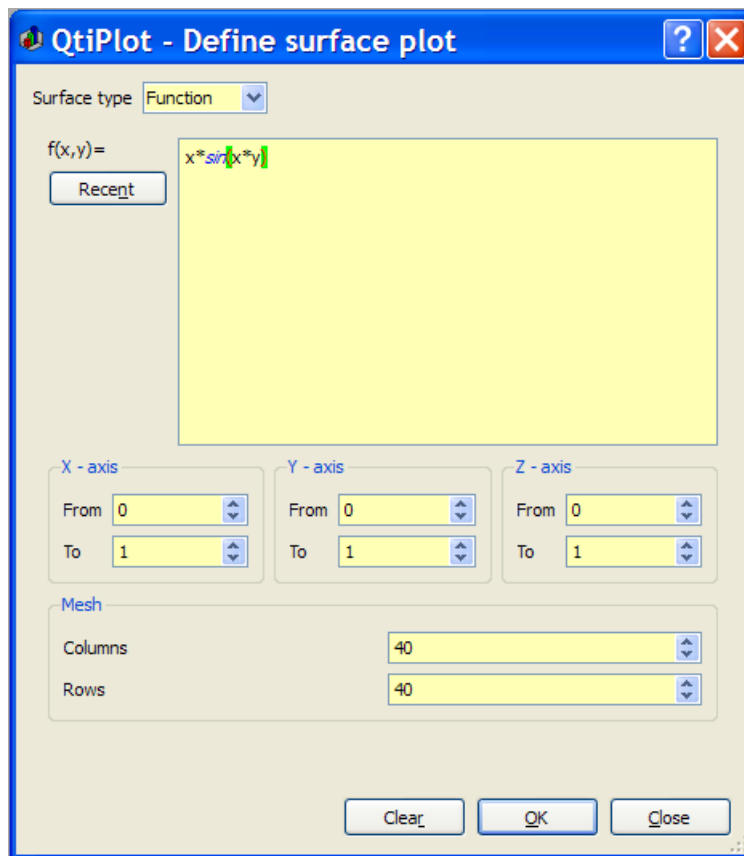 QtiPlot - Define surface plot
Surface type Function
f(x,y)= x*sin(x*y)
Recent
X - axis Y - axis Z - axis
From 0 From 0 From 0
To 1 To 1 To 1
Mesh
Columns 40
Rows 40
Clear OK Close